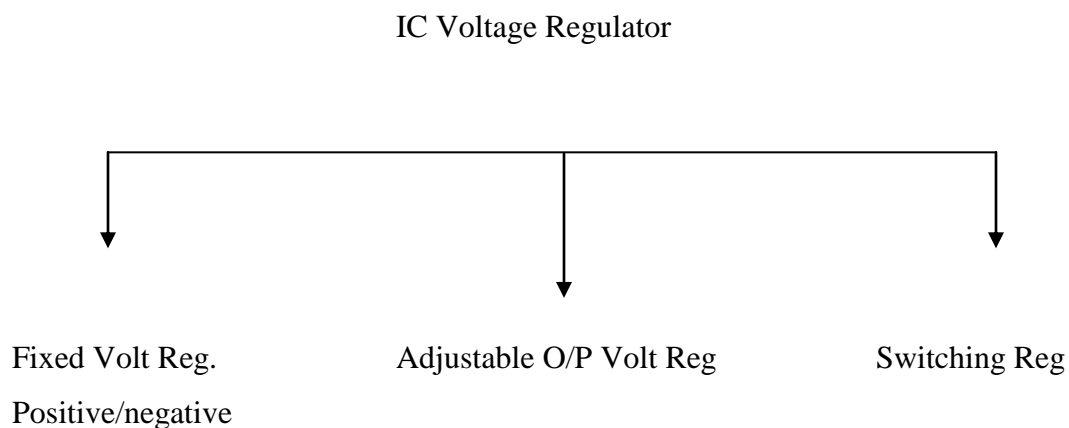 IC Voltage Regulator
Fixed Volt Reg.
Positive/negative
Adjustable O/P Volt Reg
Switching Reg